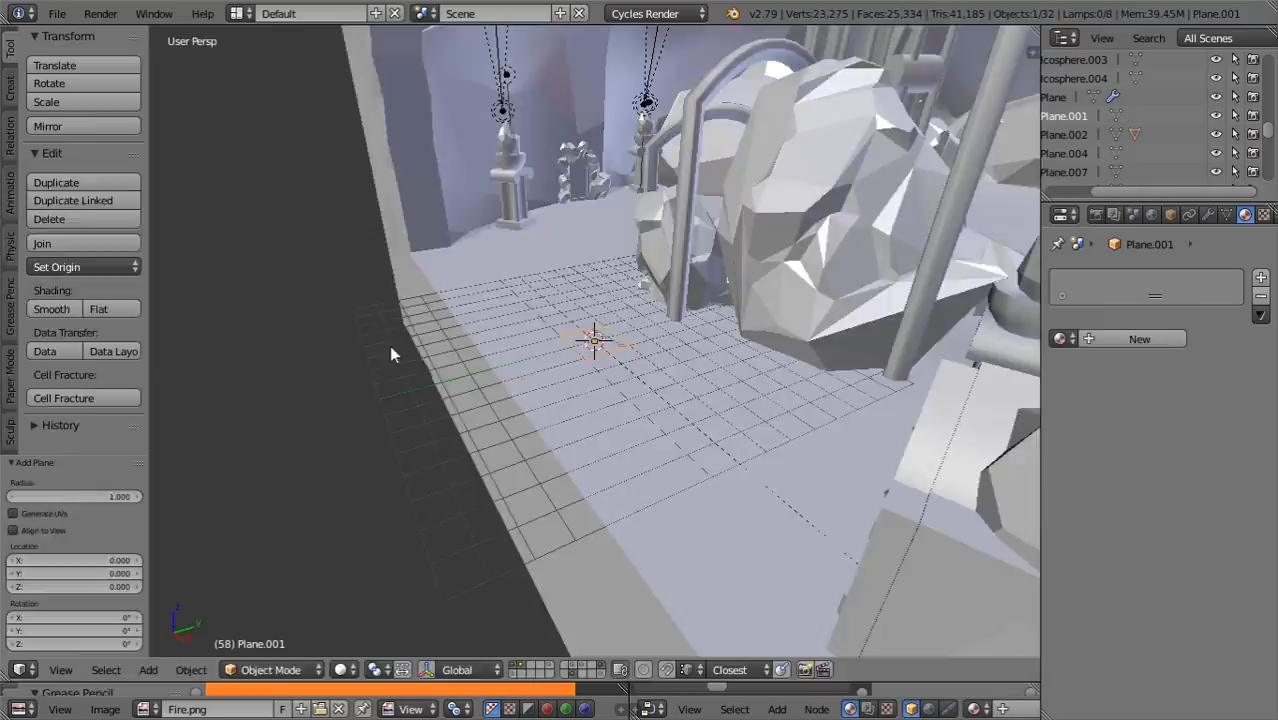 File Render Window Help Default Scene Cycles Render v2.79 | Verts:23,275 | Faces:25,334 | Tris:41,185 | Objects:1/32 | Lamps:0/8 | Mem:39.45M | Plane.001
Tool
Creat
Relation
Animatio
Physic
Grease Penc
Paper Mode
Sculp
Transform
Translate
Rotate
Scale
Mirror
Edit
Duplicate
Duplicate Linked
Delete
Join
Set Origin
Shading:
Smooth Flat
Data Transfer:
Data Data Layo
Cell Fracture:
Cell Fracture
History
Add Plane
Radius:
1.000
Generate UVs
Align to View
Location
X: 0.000
Y: 0.000
Z: 0.000
Rotation
X: 0°
Y: 0°
Z: 0°
User Persp
z
y
(58) Plane.001
View Select Add Object Object Mode Global Closest
View Search All Scenes
Icosphere.003
Icosphere.004
Plane
Plane.001
Plane.002
Plane.004
Plane.007
Plane.001
New
Grease Pencil
View Image Fire.png F View
View Select Add Node